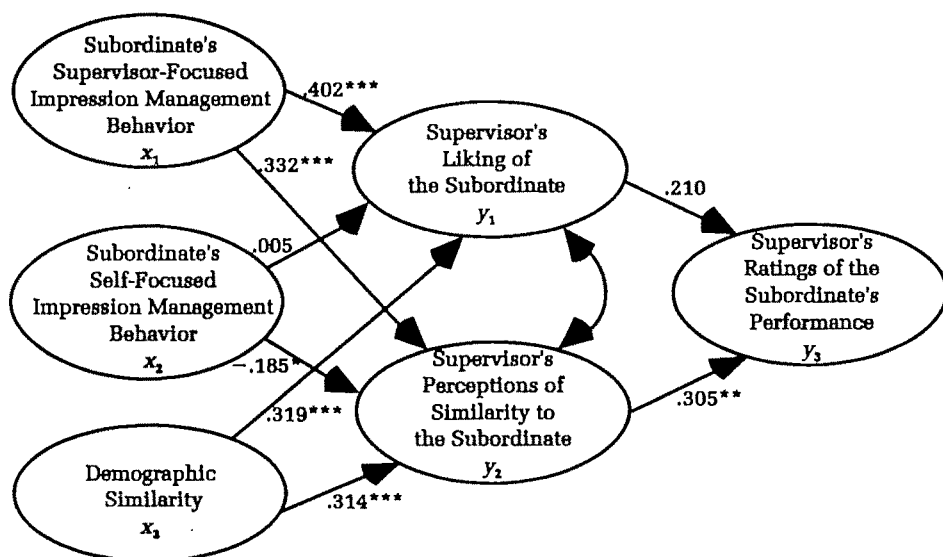 Subordinate's
Supervisor-Focused
Impression Management
Behavior
x₁
.402***
.332***
Supervisor's
Liking of
the Subordinate
y₁
.210
Subordinate's
Self-Focused
Impression Management
Behavior
x₂
.005
-.185*
Supervisor's
Ratings of the
Subordinate's
Performance
y₃
Supervisor's
Perceptions of
Similarity to
the Subordinate
y₂
.305**
.319***
Demographic
Similarity
x₃
.314***